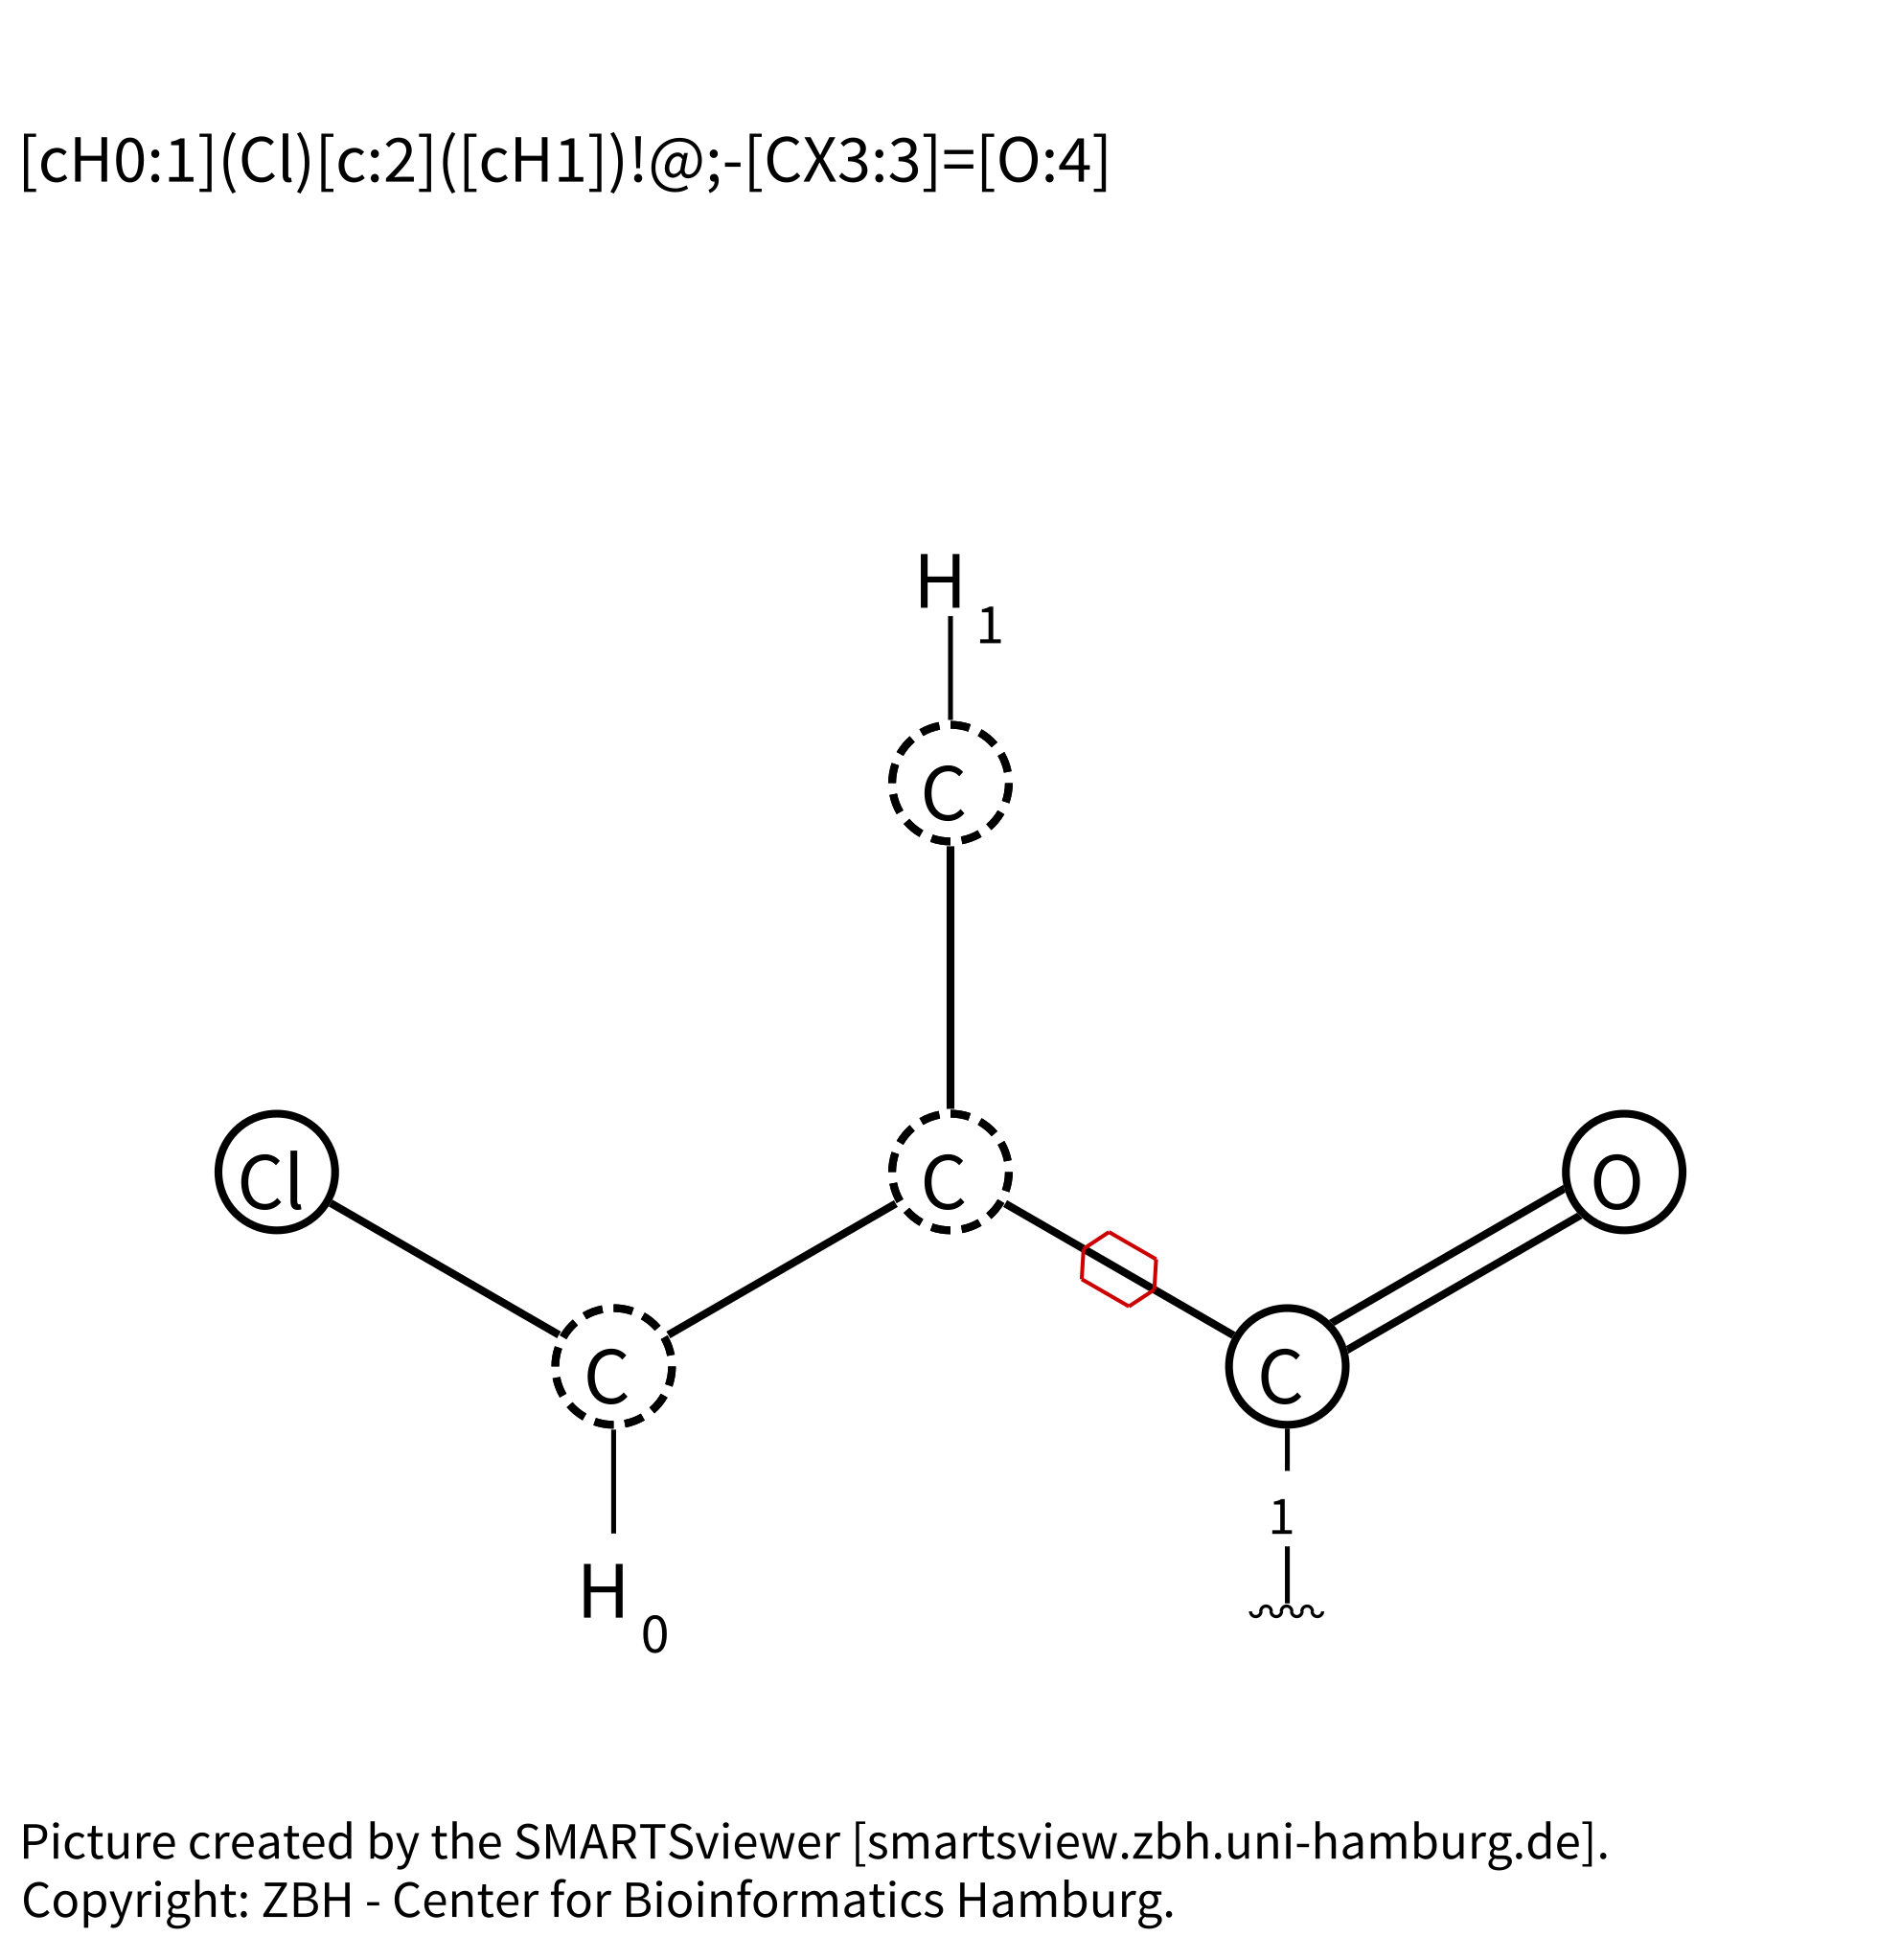 [cH0:1](Cl)[c:2]([cH1])!@;-[CX3:3]=[O:4]
H
1
C
Cl
C
O
C
C
1
H
0
Picture created by the SMARTSviewer [smartsview.zbh.uni-hamburg.de].
Copyright: ZBH - Center for Bioinformatics Hamburg.